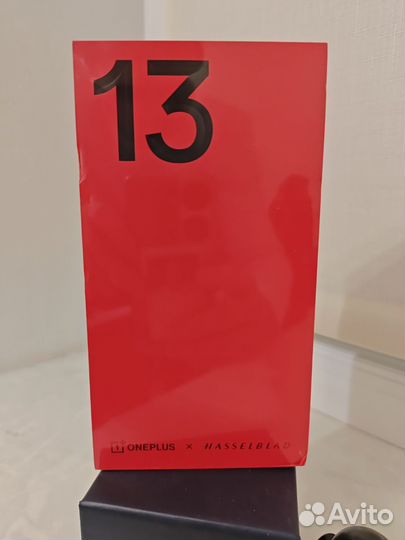 13
ONEPLUS × HASSELBLAD
Avito